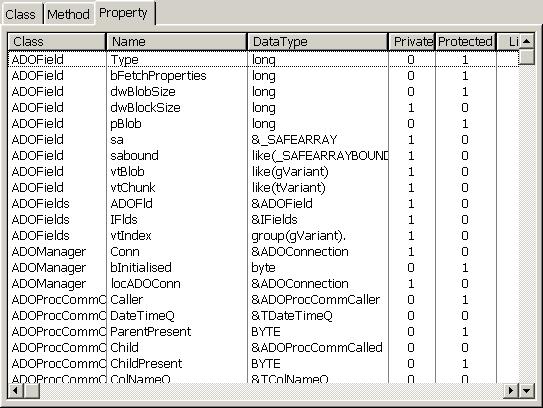 Class Method Property
Class Name DataType Private Protected Li
ADOField Type long 0 1
ADOField bFetchProperties long 0 1
ADOField dwBlobSize long 0 1
ADOField dwBlockSize long 1 0
ADOField pBlob long 0 1
ADOField sa &_SAFEARRAY 1 0
ADOField sabound like(_SAFEARRAYBOUND 1 0
ADOField vtBlob like(gVariant) 1 0
ADOField vtChunk like(tVariant) 1 0
ADOFields ADOFld &ADOField 1 0
ADOFields IFlds &IFields 1 0
ADOFields vtIndex group(gVariant). 1 0
ADOManager Conn &ADOConnection 1 0
ADOManager bInitialised byte 0 1
ADOManager locADOConn &ADOConnection 1 0
ADOProcCommC Caller &ADOProcCommCaller 0 1
ADOProcCommC DateTimeQ &TDateTimeQ 0 0
ADOProcCommC ParentPresent BYTE 0 1
ADOProcCommC Child &ADOProcCommCalled 0 0
ADOProcCommC ChildPresent BYTE 0 1
ADOProcCommC ColNameQ &TColNameQ 0 0